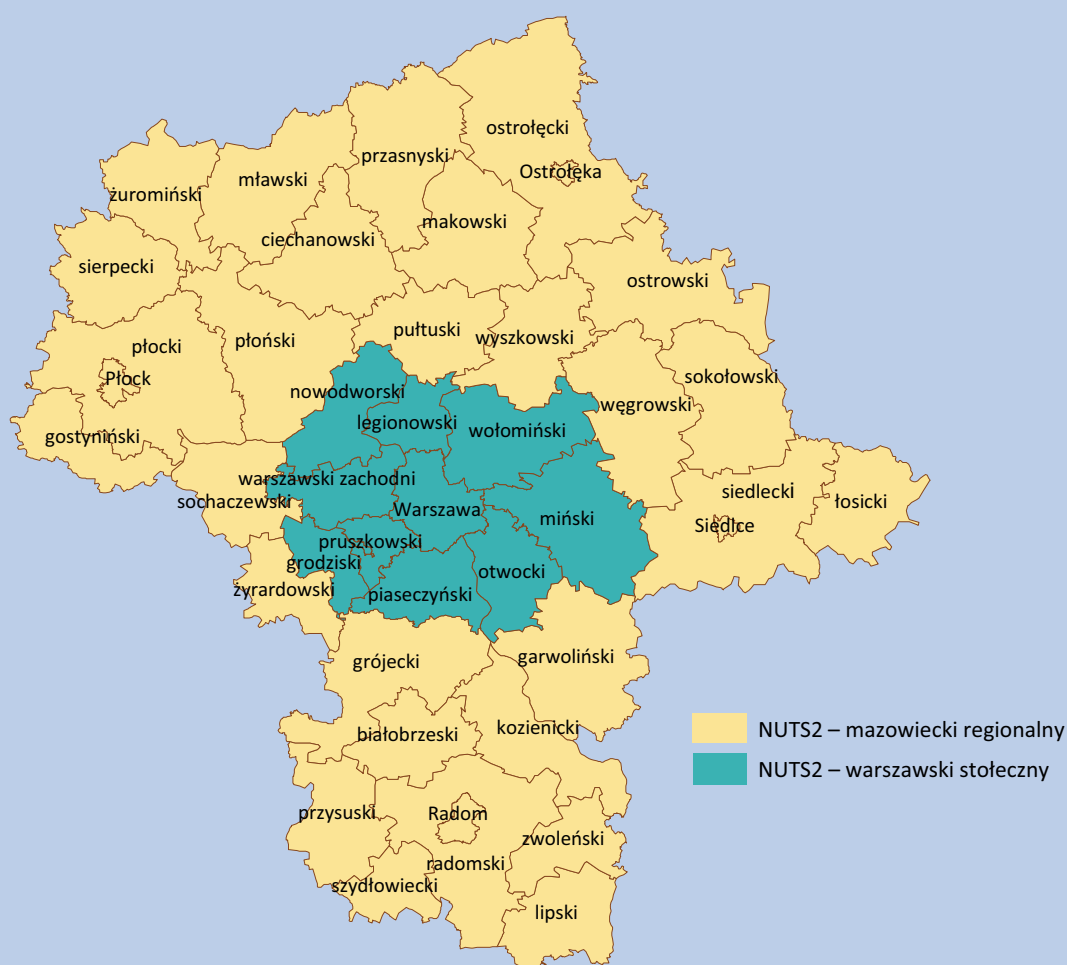 ostrołęcki
przasnyski
Ostrołęka
mławski
żuromiński
makowski
ciechanowski
sierpecki
ostrowski
pułtuski
wyszkowski
płoński
płocki
Płock
sokołowski
nowodworski
węgrowski
legionowski
wołomiński
gostyniński
warszawski zachodni
siedlecki
sochaczewski
łosicki
Warszawa
miński
Siedlce
pruszkowski
grodziski
otwocki
żyrardowski
piaseczyński
garwoliński
grójecki
kozienicki
NUTS2 – mazowiecki regionalny
białobrzeski
NUTS2 – warszawski stołeczny
przysuski
Radom
zwoleński
radomski
szydłowiecki
lipski